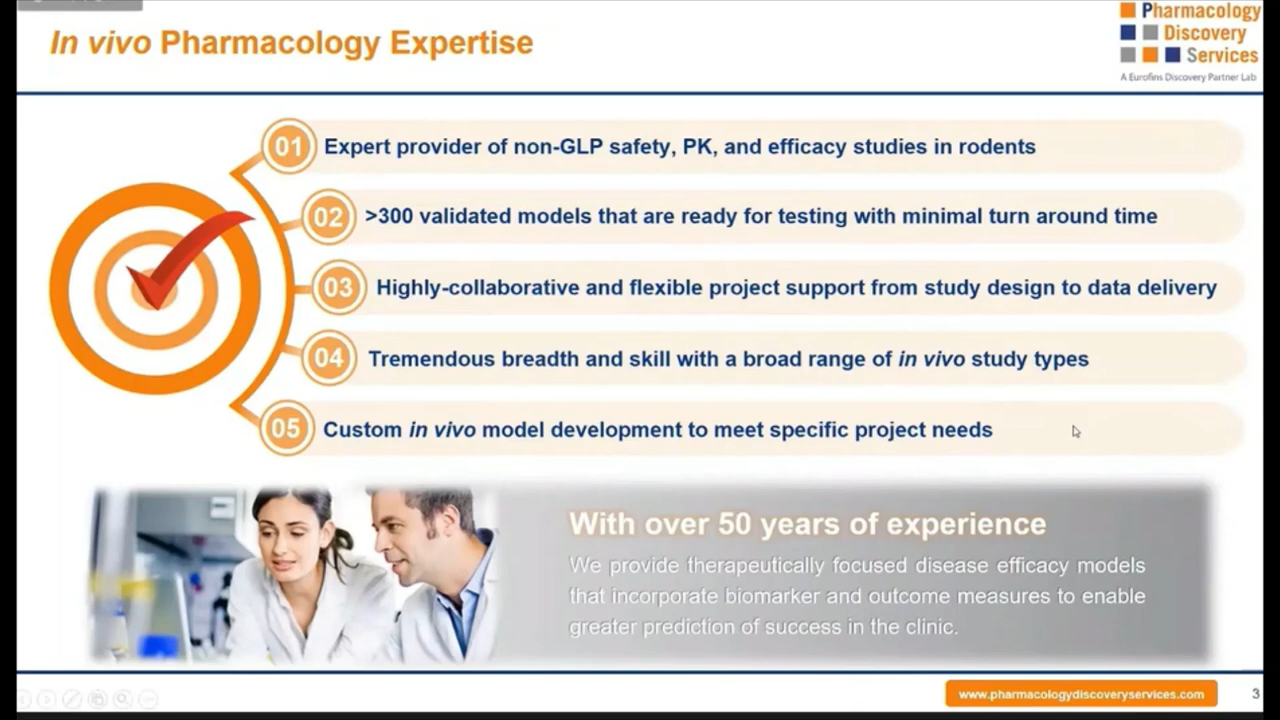 In vivo Pharmacology Expertise
Pharmacology
Discovery
Services
A Eurofins Discovery Partner Lab
01 Expert provider of non-GLP safety, PK, and efficacy studies in rodents
02 >300 validated models that are ready for testing with minimal turn around time
03 Highly-collaborative and flexible project support from study design to data delivery
04 Tremendous breadth and skill with a broad range of in vivo study types
05 Custom in vivo model development to meet specific project needs
With over 50 years of experience
We provide therapeutically focused disease efficacy models
that incorporate biomarker and outcome measures to enable
greater prediction of success in the clinic.
www.pharmacologydiscoveryservices.com
3